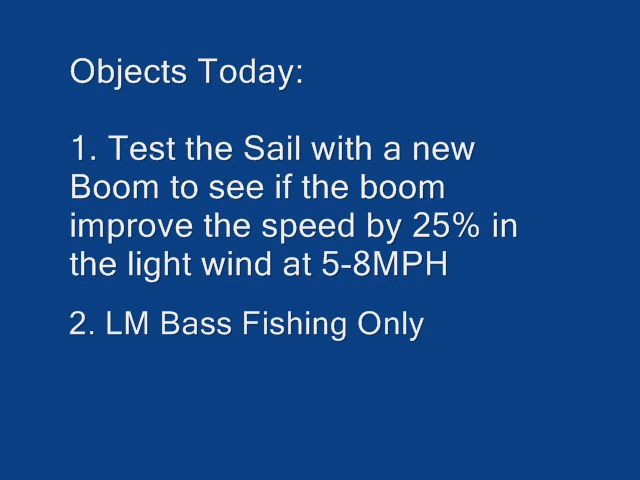 Objects Today:
1. Test the Sail with a new
Boom to see if the boom
improve the speed by 25% in
the light wind at 5-8MPH
2. LM Bass Fishing Only